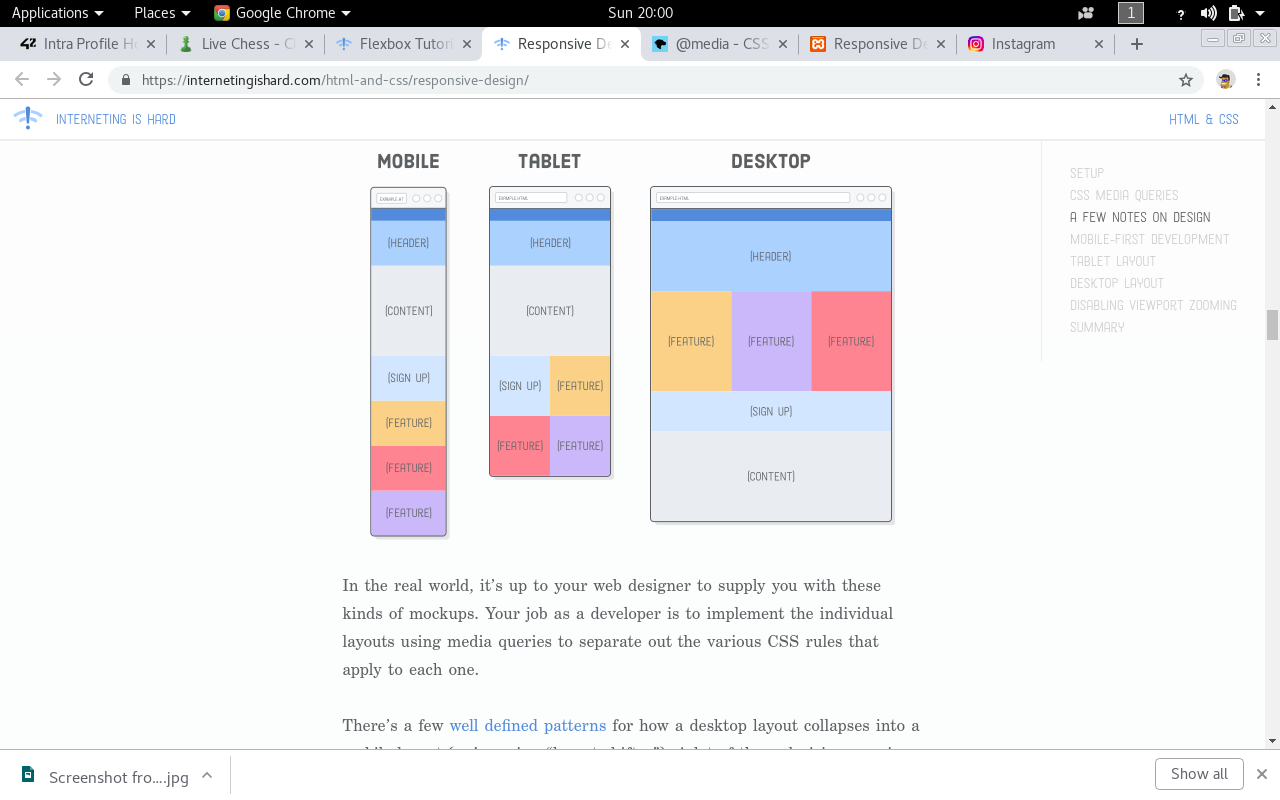 Applications Places Google Chrome Sun 20:00 1 ?
Intra Profile Ho Live Chess - Ch Flexbox Tutori Responsive De @media - CSS Responsive De Instagram
https://internetingishard.com/html-and-css/responsive-design/
INTERNETING IS HARD HTML & CSS
MOBILE TABLET DESKTOP
EXAMPLE.HTML EXAMPLE.HTML
(HEADER) (HEADER) (HEADER)
(CONTENT) (CONTENT)
(FEATURE) (FEATURE) (FEATURE)
(SIGN UP) (SIGN UP) (FEATURE)
(SIGN UP)
(FEATURE) (FEATURE) (FEATURE)
(FEATURE) (CONTENT)
(FEATURE)
SETUP
CSS MEDIA QUERIES
A FEW NOTES ON DESIGN
MOBILE-FIRST DEVELOPMENT
TABLET LAYOUT
DESKTOP LAYOUT
DISABLING VIEWPORT ZOOMING
SUMMARY
In the real world, it's up to your web designer to supply you with these
kinds of mockups. Your job as a developer is to implement the individual
layouts using media queries to separate out the various CSS rules that
apply to each one.
There's a few well defined patterns for how a desktop layout collapses into a
Screenshot fro....jpg Show all